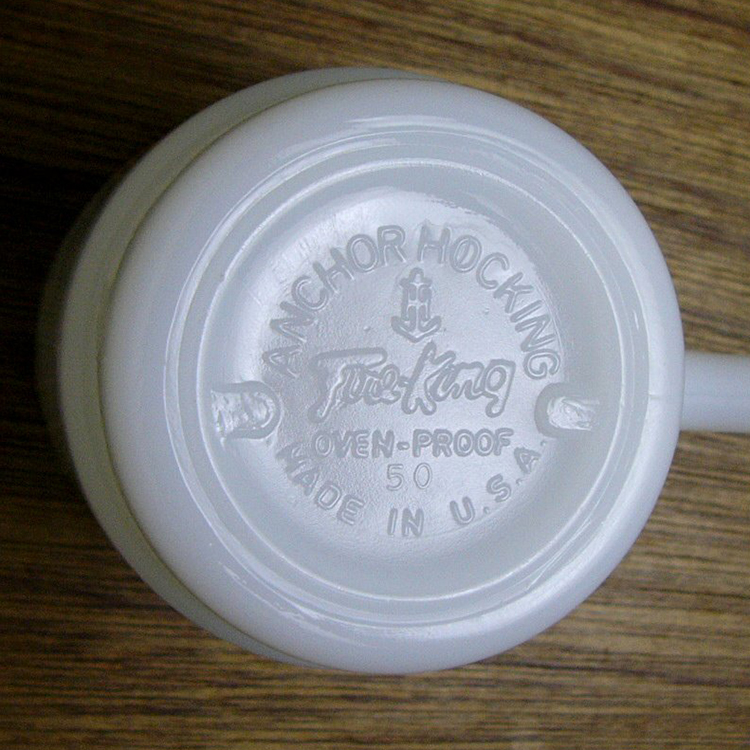 ANCHOR HOCKING
Fire-King
OVEN-PROOF
50
MADE IN U.S.A.